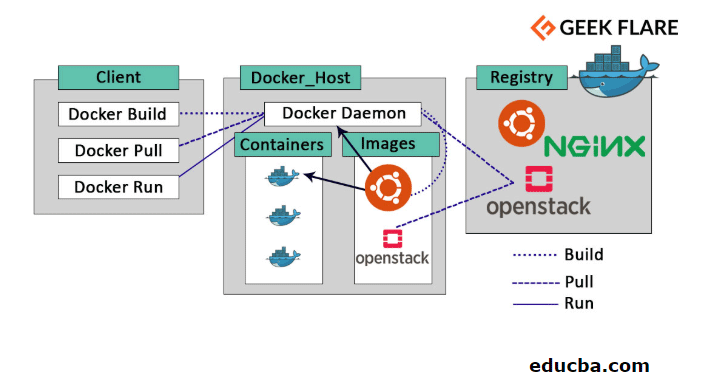 GEEK FLARE
Client
Docker_Host
Registry
Docker Build
Docker Pull
Docker Run
Docker Daemon
Containers
Images
openstack
NGiNX
openstack
Build
Pull
Run
educba.com